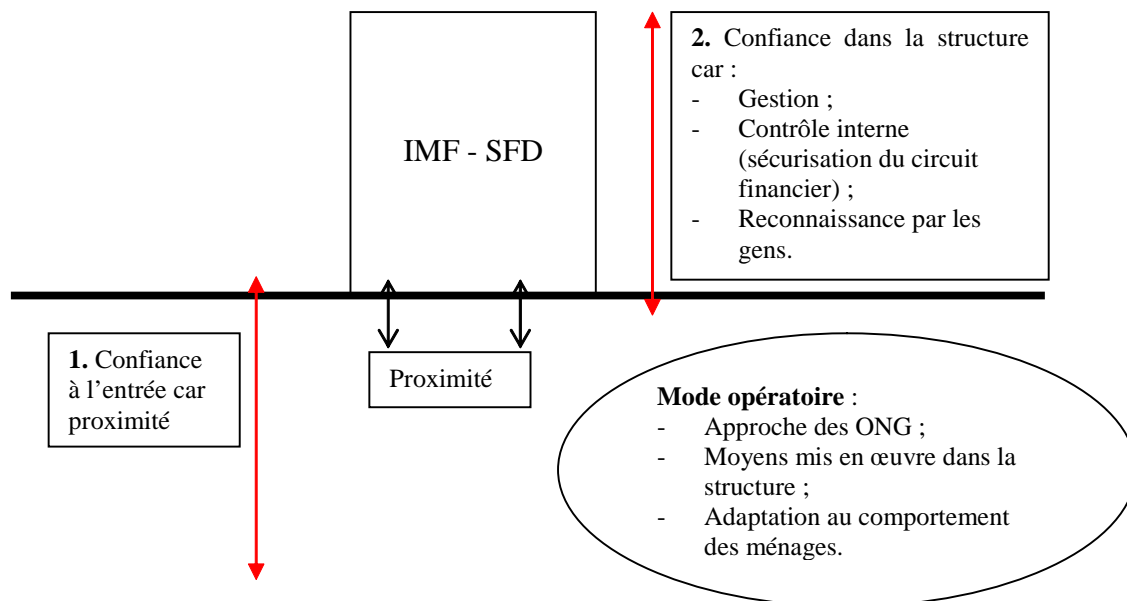 IMF - SFD
2. Confiance dans la structure
car :
- Gestion ;
- Contrôle interne
(sécurisation du circuit
financier) ;
- Reconnaissance par les
gens.
1. Confiance
à l’entrée car
proximité
Proximité
Mode opératoire :
- Approche des ONG ;
- Moyens mis en œuvre dans la
structure ;
- Adaptation au comportement
des ménages.